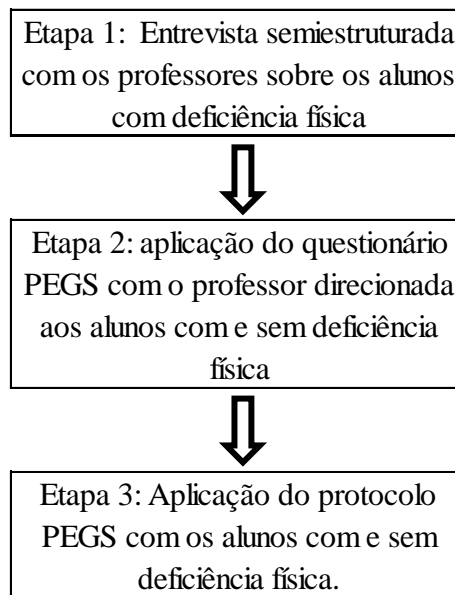 Etapa 1: Entrevista semiestruturada
com os professores sobre os alunos
com deficiência física
Etapa 2: aplicação do questionário
PEGS com o professor direcionada
aos alunos com e sem deficiência
física
Etapa 3: Aplicação do protocolo
PEGS com os alunos com e sem
deficiência física.